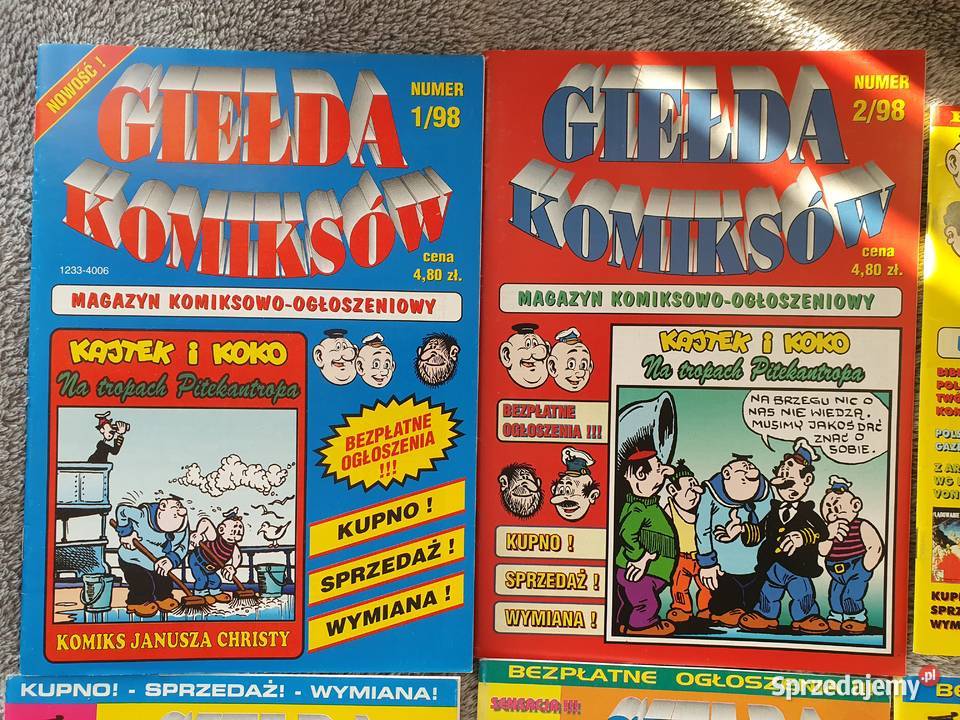 NOWOŚĆ !
GIEŁDA
KOMIKSÓW
NUMER
1/98
cena
4,80 zł.
1233-4006
MAGAZYN KOMIKSOWO-OGŁOSZENIOWY
KAJTEK i KOKO
Na tropach Pitekantropa
KOMIKS JANUSZA CHRISTY
BEZPŁATNE
OGŁOSZENIA
!!!
KUPNO !
SPRZEDAŻ !
WYMIANA !
GIEŁDA
KOMIKSÓW
NUMER
2/98
cena
4,80 zł.
MAGAZYN KOMIKSOWO-OGŁOSZENIOWY
KAJTEK i KOKO
Na tropach Pitekantropa
NA BRZEGU NIC O
NAS NIE WIEDZĄ.
MUSIMY JAKOŚ DAĆ
ZNAĆ O
SOBIE.
BEZPŁATNE
OGŁOSZENIA !!!
KUPNO !
SPRZEDAŻ !
WYMIANA !
KUPNO! - SPRZEDAŻ! - WYMIANA!
GIEŁDA
BEZPŁATNE OGŁOSZENIA
SENSACJA !!!
GIEŁDA
Sprzedajemy.pl